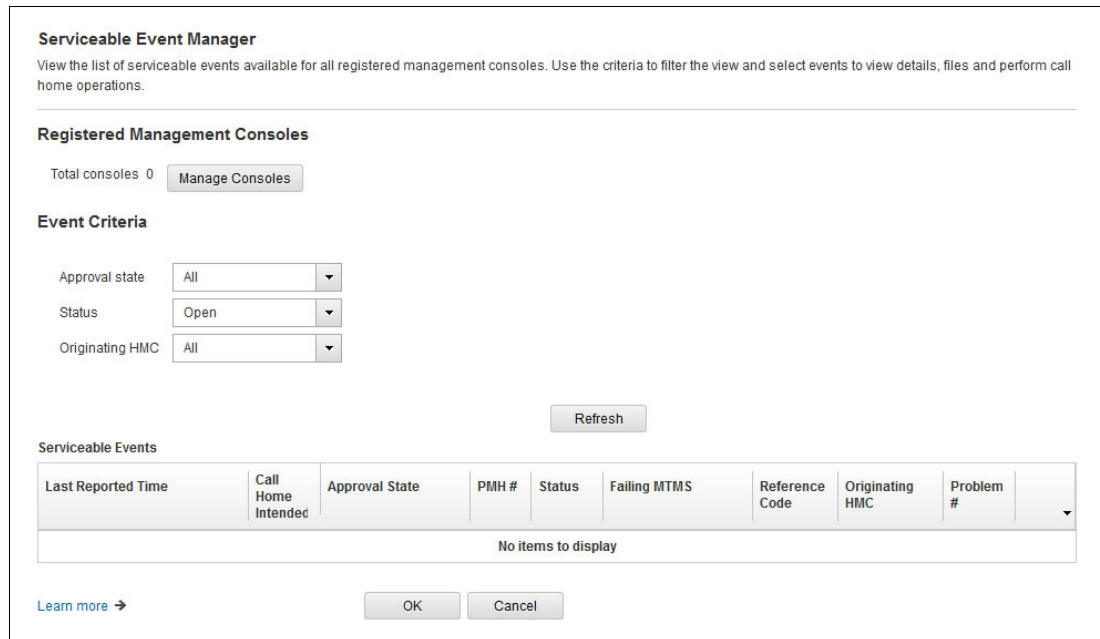 Serviceable Event Manager
View the list of serviceable events available for all registered management consoles. Use the criteria to filter the view and select events to view details, files and perform call
home operations.
Registered Management Consoles
Total consoles 0 Manage Consoles
Event Criteria
Approval state All
Status Open
Originating HMC All
Refresh
Serviceable Events
Last Reported Time Call Home Intended Approval State PMH # Status Failing MTMS Reference Code Originating HMC Problem #
No items to display
Learn more → OK Cancel